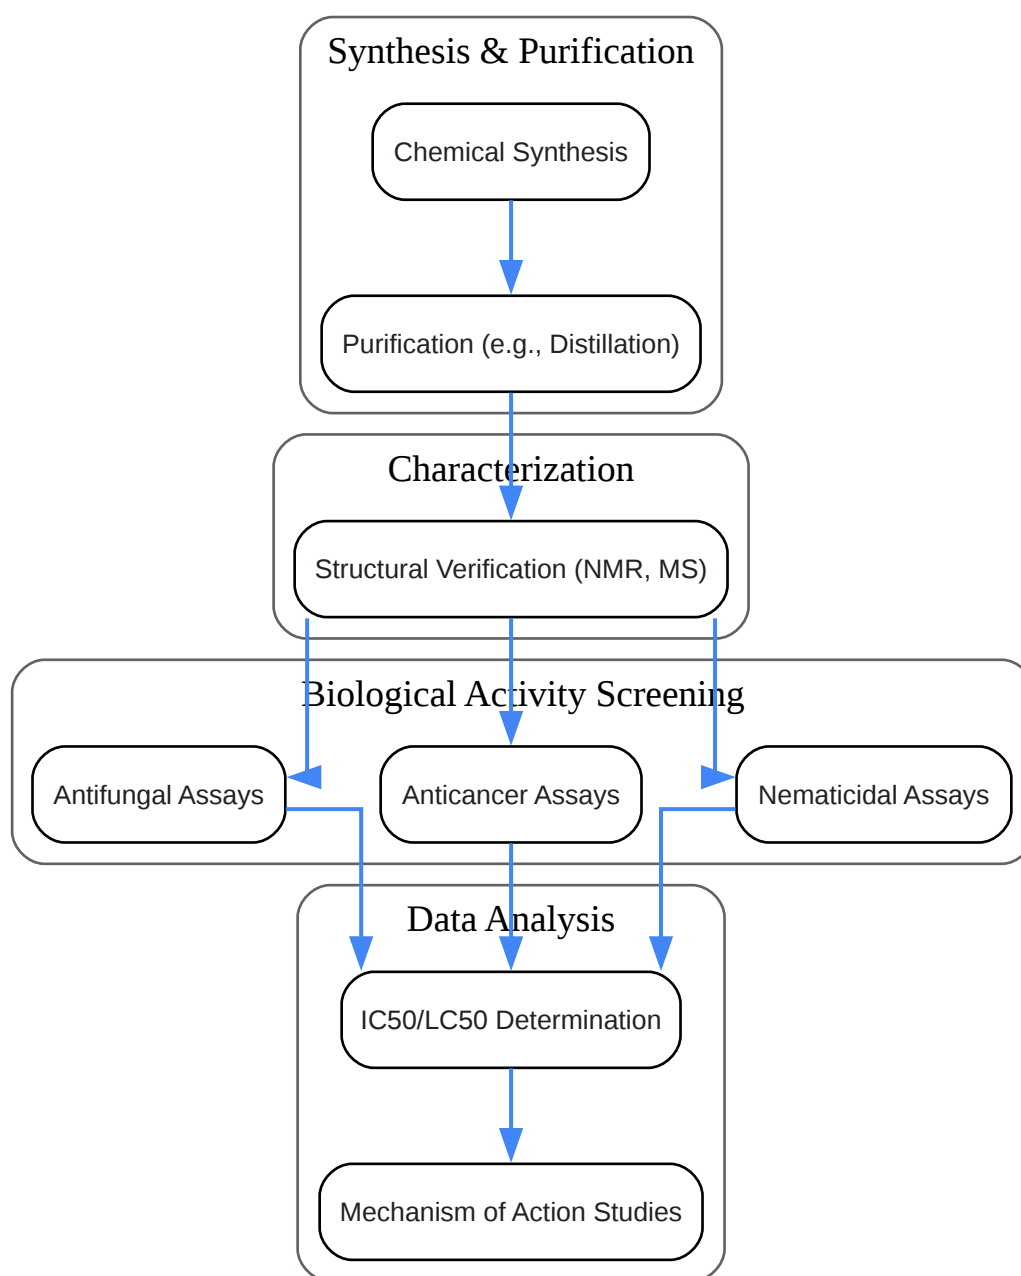 Synthesis & Purification
Chemical Synthesis
Purification (e.g., Distillation)
Characterization
Structural Verification (NMR, MS)
Biological Activity Screening
Antifungal Assays
Anticancer Assays
Nematicidal Assays
Data Analysis
IC50/LC50 Determination
Mechanism of Action Studies